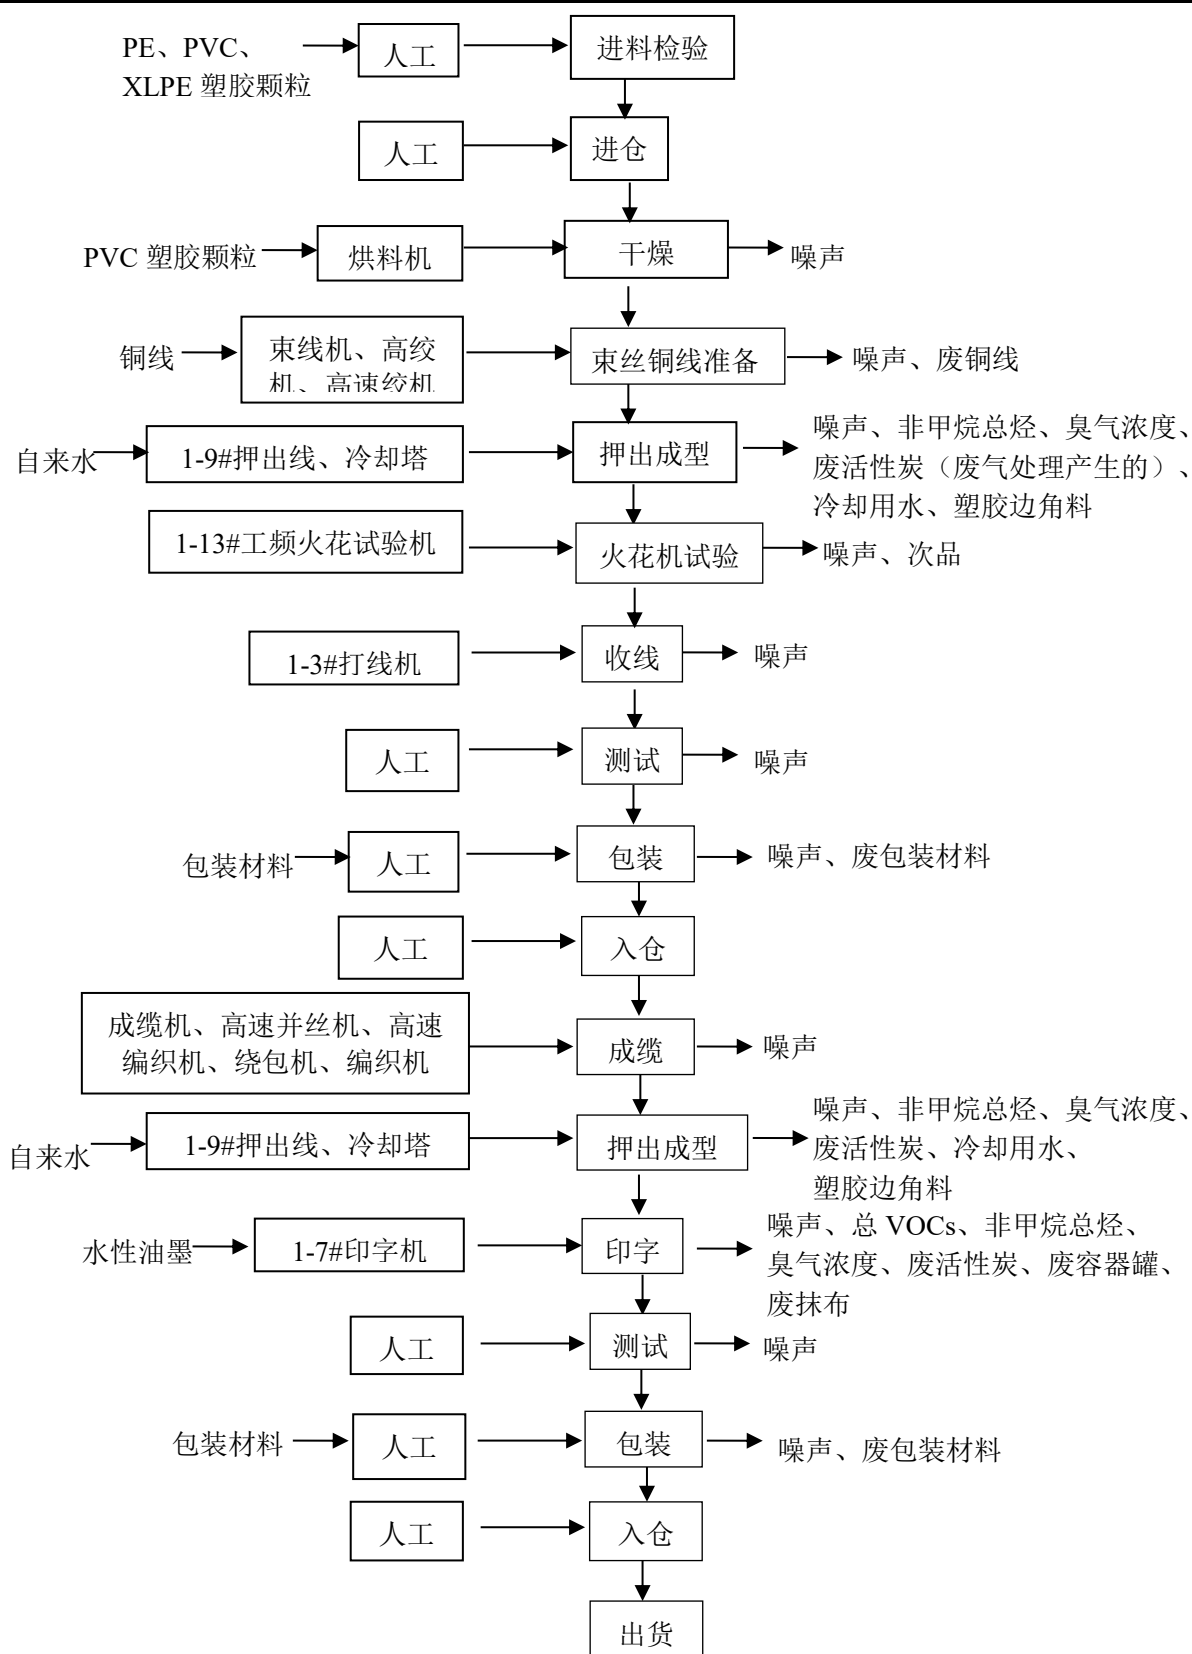 PE、PVC、
XLPE 塑胶颗粒
人工
进料检验
人工
进仓
PVC 塑胶颗粒
烘料机
干燥
噪声
铜线
束线机、高绞
机、高速绞机
束丝铜线准备
噪声、废铜线
自来水
1-9#押出线、冷却塔
押出成型
噪声、非甲烷总烃、臭气浓度、
废活性炭（废气处理产生的）、
冷却用水、塑胶边角料
1-13#工频火花试验机
火花机试验
噪声、次品
1-3#打线机
收线
噪声
人工
测试
噪声
包装材料
人工
包装
噪声、废包装材料
人工
入仓
成缆机、高速并丝机、高速
编织机、绕包机、编织机
成缆
噪声
自来水
1-9#押出线、冷却塔
押出成型
噪声、非甲烷总烃、臭气浓度、
废活性炭、冷却用水、
塑胶边角料
水性油墨
1-7#印字机
印字
噪声、总 VOCs、非甲烷总烃、
臭气浓度、废活性炭、废容器罐、
废抹布
人工
测试
噪声
包装材料
人工
包装
噪声、废包装材料
人工
入仓
出货